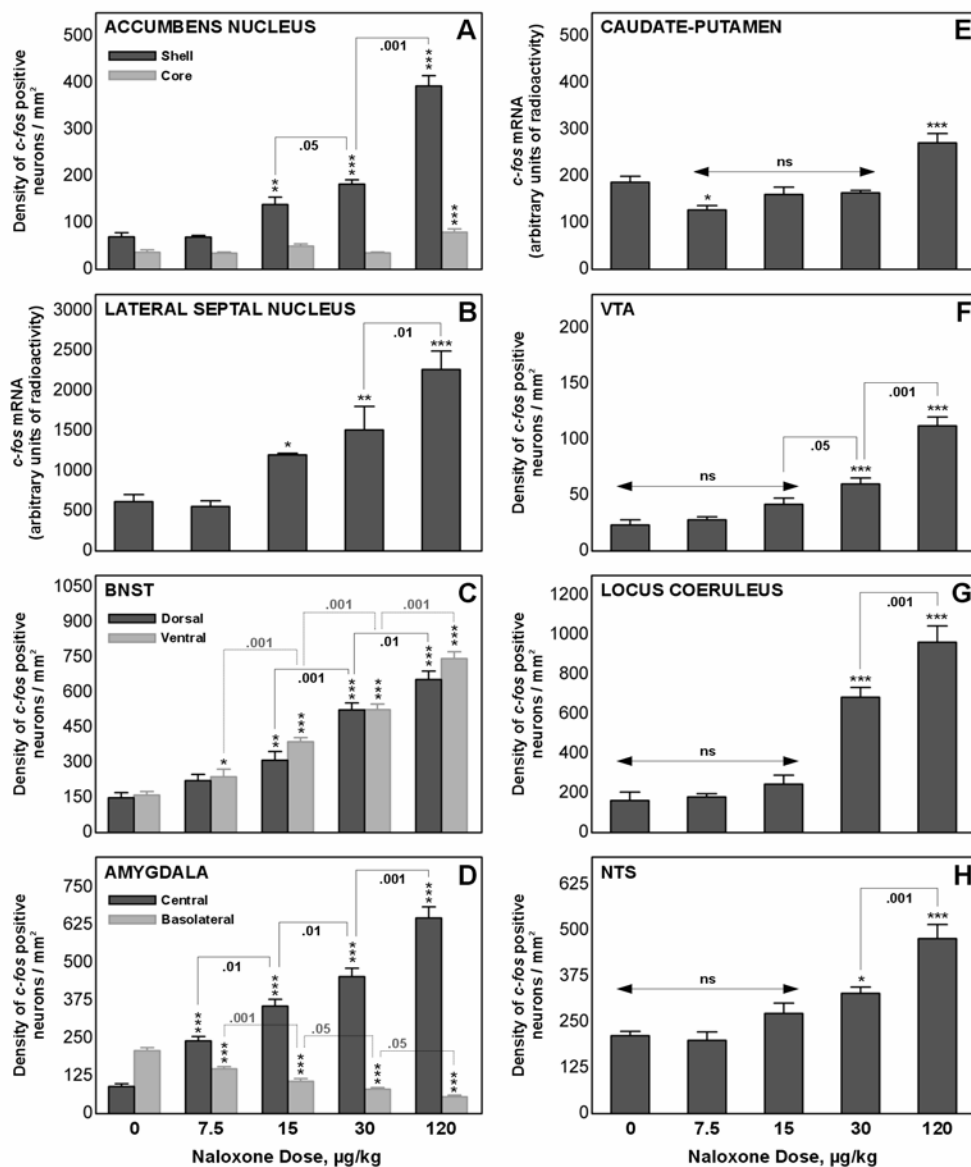 ACCUMBENS NUCLEUS
A
Shell
Core
Density of c-fos positive
neurons / mm²
500
400
300
200
100
0
.05
.001
**
***
***
***
LATERAL SEPTAL NUCLEUS
B
c-fos mRNA
(arbitrary units of radioactivity)
3000
2500
2000
1500
1000
500
0
.01
*
**
***
BNST
C
Dorsal
Ventral
Density of c-fos positive
neurons / mm²
1050
900
750
600
450
300
150
0
.001
.001
.001
.001
.01
*
**
***
***
***
***
***
AMYGDALA
D
Central
Basolateral
Density of c-fos positive
neurons / mm²
750
625
500
375
250
125
0
.01
.01
.001
.001
.05
.05
***
***
***
***
***
***
***
***
0
7.5
15
30
120
Naloxone Dose, µg/kg
CAUDATE-PUTAMEN
E
c-fos mRNA
(arbitrary units of radioactivity)
500
400
300
200
100
0
ns
*
***
VTA
F
Density of c-fos positive
neurons / mm²
200
150
100
50
0
ns
.05
.001
***
***
LOCUS COERULEUS
G
Density of c-fos positive
neurons / mm²
1200
1000
800
600
400
200
0
ns
.001
***
***
NTS
H
Density of c-fos positive
neurons / mm²
625
500
375
250
125
0
ns
.001
*
***
0
7.5
15
30
120
Naloxone Dose, µg/kg